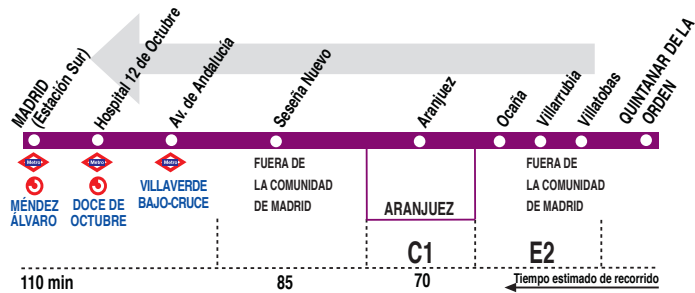 MADRID
(Estación Sur)
Hospital 12 de Octubre
Av. de Andalucía
Seseña Nuevo
Aranjuez
Ocaña
Villarrubia
Villatobas
QUINTANAR DE LA
ORDEN
Metro
Metro
Metro
MÉNDEZ
ÁLVARO
DOCE DE
OCTUBRE
VILLAVERDE
BAJO-CRUCE
FUERA DE
LA COMUNIDAD
DE MADRID
ARANJUEZ
FUERA DE
LA COMUNIDAD
DE MADRID
C1
E2
110 min
85
70
Tiempo estimado de recorrido